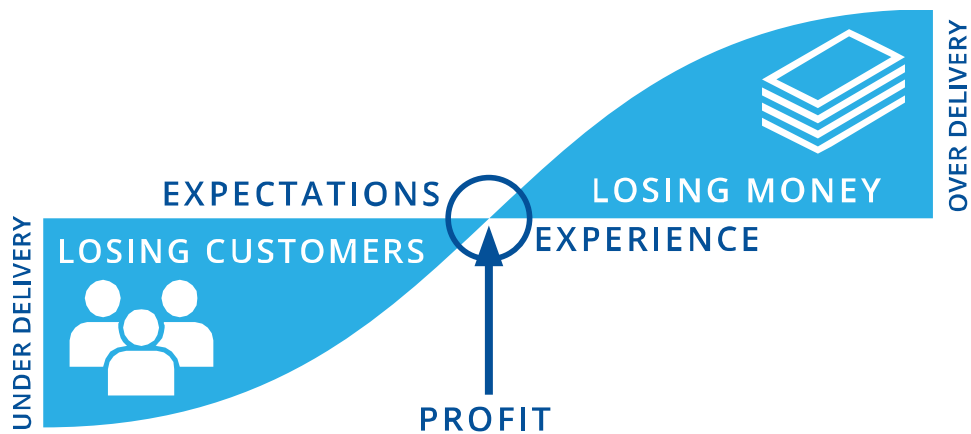 OVER DELIVERY
EXPECTATIONS
LOSING MONEY
EXPERIENCE
LOSING CUSTOMERS
UNDER DELIVERY
PROFIT